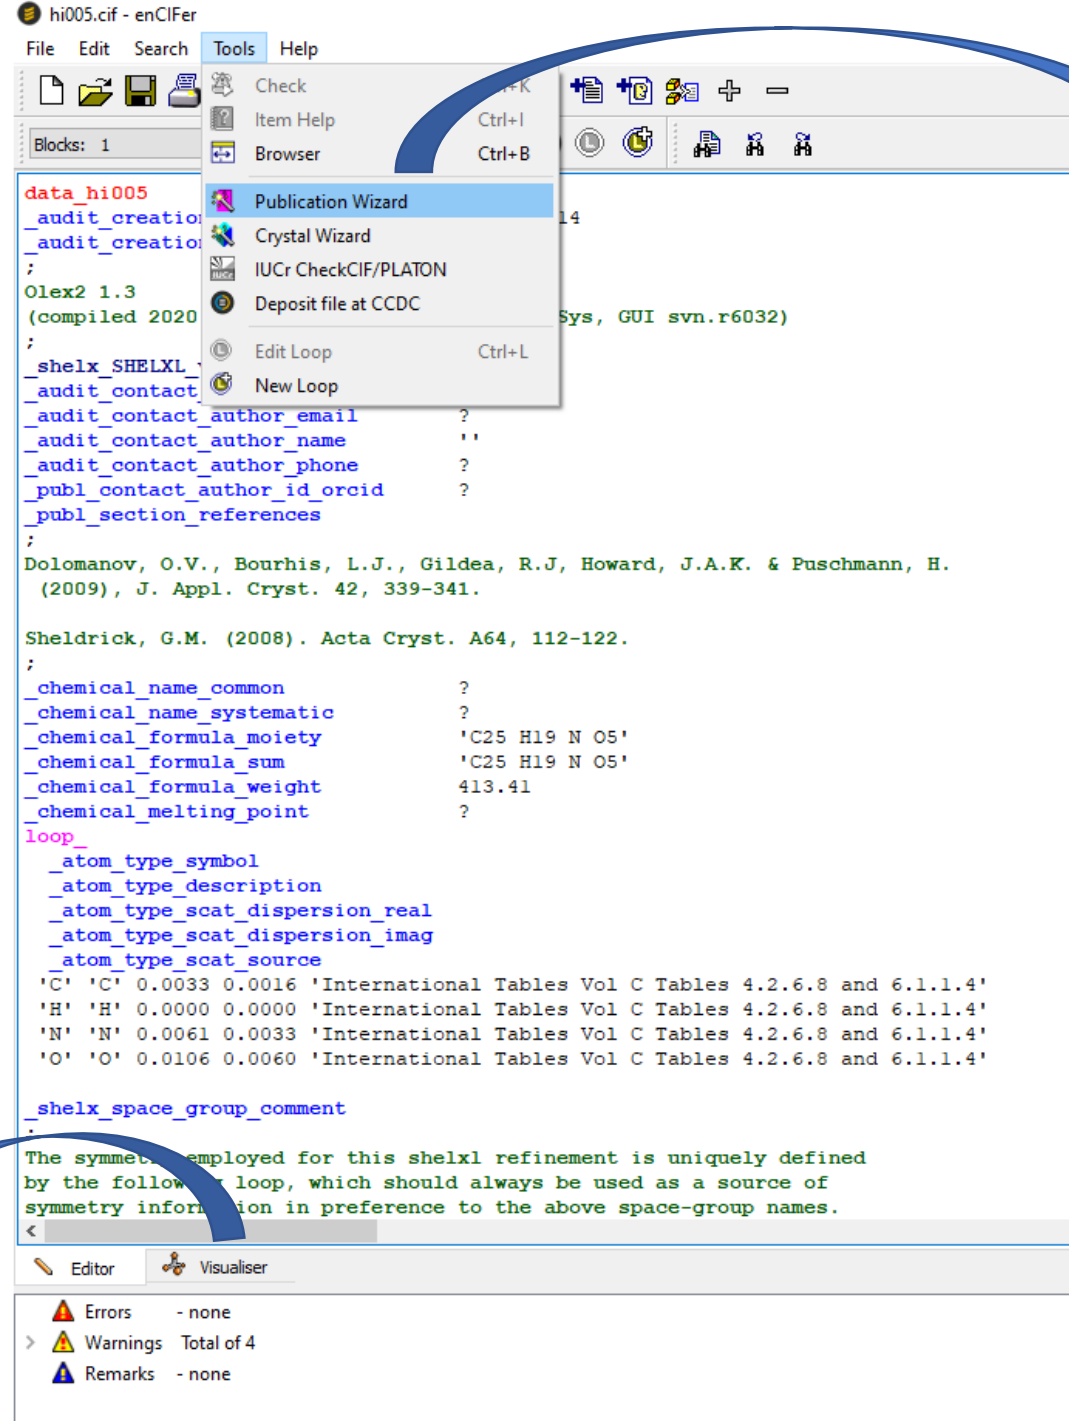 hi005.cif - enCIFer
File Edit Search Tools Help
Check
Item Help Ctrl+I
Browser Ctrl+B
Blocks: 1
Publication Wizard
Crystal Wizard
IUCr CheckCIF/PLATON
Deposit file at CCDC
Edit Loop Ctrl+L
New Loop
data_hi005
;
Olex2 1.3
(compiled 2020 Sys, GUI svn.r6032)
;
_audit_contact_author_email ?
_audit_contact_author_name ''
_audit_contact_author_phone ?
_publ_contact_author_id_orcid ?
_publ_section_references
;
Dolomanov, O.V., Bourhis, L.J., Gildea, R.J, Howard, J.A.K. & Puschmann, H.
(2009), J. Appl. Cryst. 42, 339-341.
Sheldrick, G.M. (2008). Acta Cryst. A64, 112-122.
;
_chemical_name_common ?
_chemical_name_systematic ?
_chemical_formula_moiety 'C25 H19 N O5'
_chemical_formula_sum 'C25 H19 N O5'
_chemical_formula_weight 413.41
_chemical_melting_point ?
loop_
_atom_type_symbol
_atom_type_description
_atom_type_scat_dispersion_real
_atom_type_scat_dispersion_imag
_atom_type_scat_source
'C' 'C' 0.0033 0.0016 'International Tables Vol C Tables 4.2.6.8 and 6.1.1.4'
'H' 'H' 0.0000 0.0000 'International Tables Vol C Tables 4.2.6.8 and 6.1.1.4'
'N' 'N' 0.0061 0.0033 'International Tables Vol C Tables 4.2.6.8 and 6.1.1.4'
'O' 'O' 0.0106 0.0060 'International Tables Vol C Tables 4.2.6.8 and 6.1.1.4'
_shelx_space_group_comment
;
The employed for this shelxl refinement is uniquely defined
by the loop, which should always be used as a source of
symmetry in preference to the above space-group names.
Editor Visualiser
Errors - none
Warnings Total of 4
Remarks - none